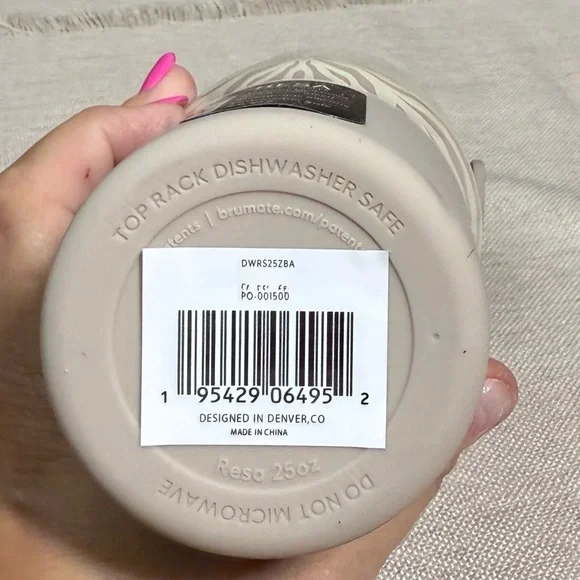 TOP RACK DISHWASHER SAFE
| brumate.com/patent
DWRS25ZBA
PO-001500
1 95429 06495 2
DESIGNED IN DENVER,CO
MADE IN CHINA
Resa 25oz
DO NOT MICROWAVE